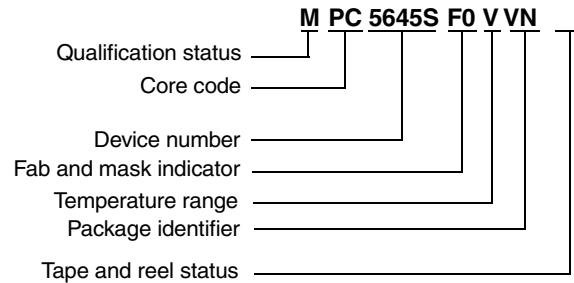 M PC 5645S F0 V VN
Qualification status
Core code
Device number
Fab and mask indicator
Temperature range
Package identifier
Tape and reel status